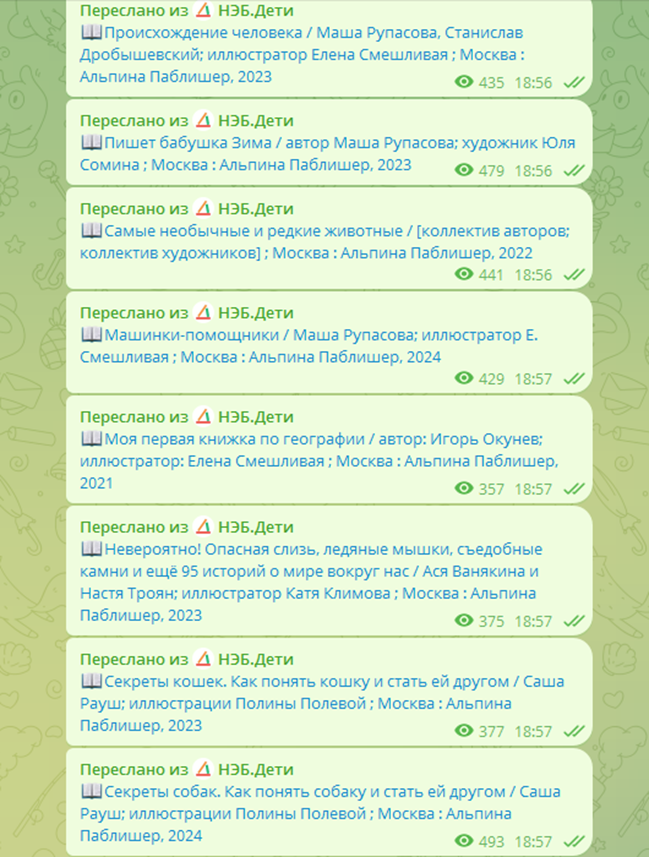 Переслано из НЭБ.Дети
📖Происхождение человека / Маша Рупасова, Станислав
Дробышевский; иллюстратор Елена Смешливая ; Москва :
Альпина Паблишер, 2023
435 18:56
Переслано из НЭБ.Дети
📖Пишет бабушка Зима / автор Маша Рупасова; художник Юля
Сомина ; Москва : Альпина Паблишер, 2023
479 18:56
Переслано из НЭБ.Дети
📖Самые необычные и редкие животные / [коллектив авторов;
коллектив художников] ; Москва : Альпина Паблишер, 2022
441 18:56
Переслано из НЭБ.Дети
📖Машинки-помощники / Маша Рупасова; иллюстратор Е.
Смешливая ; Москва : Альпина Паблишер, 2024
429 18:57
Переслано из НЭБ.Дети
📖Моя первая книжка по географии / автор: Игорь Окунев;
иллюстратор: Елена Смешливая ; Москва : Альпина Паблишер,
2021
357 18:57
Переслано из НЭБ.Дети
📖Невероятно! Опасная слизь, ледяные мышки, съедобные
камни и ещё 95 историй о мире вокруг нас / Ася Ванякина и
Настя Троян; иллюстратор Катя Климова ; Москва : Альпина
Паблишер, 2023
375 18:57
Переслано из НЭБ.Дети
📖Секреты кошек. Как понять кошку и стать ей другом / Саша
Рауш; иллюстрации Полины Полевой ; Москва : Альпина
Паблишер, 2023
377 18:57
Переслано из НЭБ.Дети
📖Секреты собак. Как понять собаку и стать ей другом / Саша
Рауш; иллюстрации Полины Полевой ; Москва : Альпина
Паблишер, 2024
493 18:57